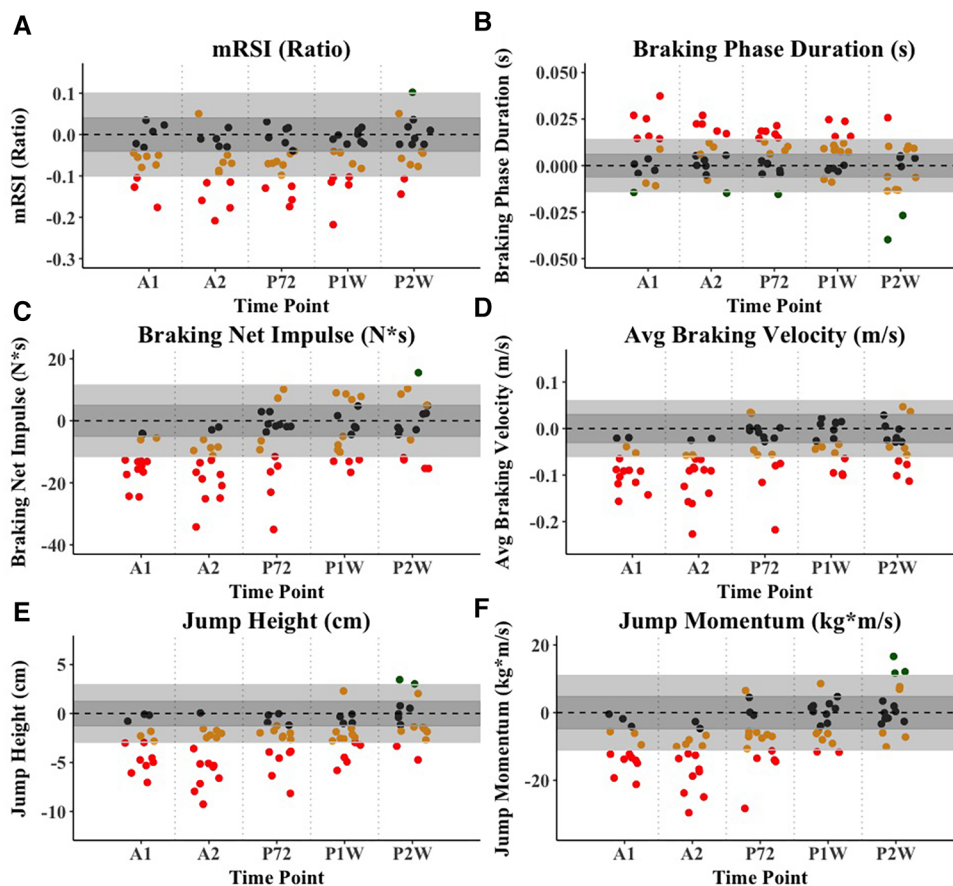 A
mRSI (Ratio)
mRSI (Ratio)
0.1
0.0
-0.1
-0.2
-0.3
A1 A2 P72 P1W P2W
Time Point
B
Braking Phase Duration (s)
Braking Phase Duration (s)
0.050
0.025
0.000
-0.025
-0.050
A1 A2 P72 P1W P2W
Time Point
C
Braking Net Impulse (N*s)
Braking Net Impulse (N*s)
20
0
-20
-40
A1 A2 P72 P1W P2W
Time Point
D
Avg Braking Velocity (m/s)
Avg Braking Velocity (m/s)
0.1
0.0
-0.1
-0.2
A1 A2 P72 P1W P2W
Time Point
E
Jump Height (cm)
Jump Height (cm)
5
0
-5
-10
A1 A2 P72 P1W P2W
Time Point
F
Jump Momentum (kg*m/s)
Jump Momentum (kg*m/s)
20
0
-20
A1 A2 P72 P1W P2W
Time Point